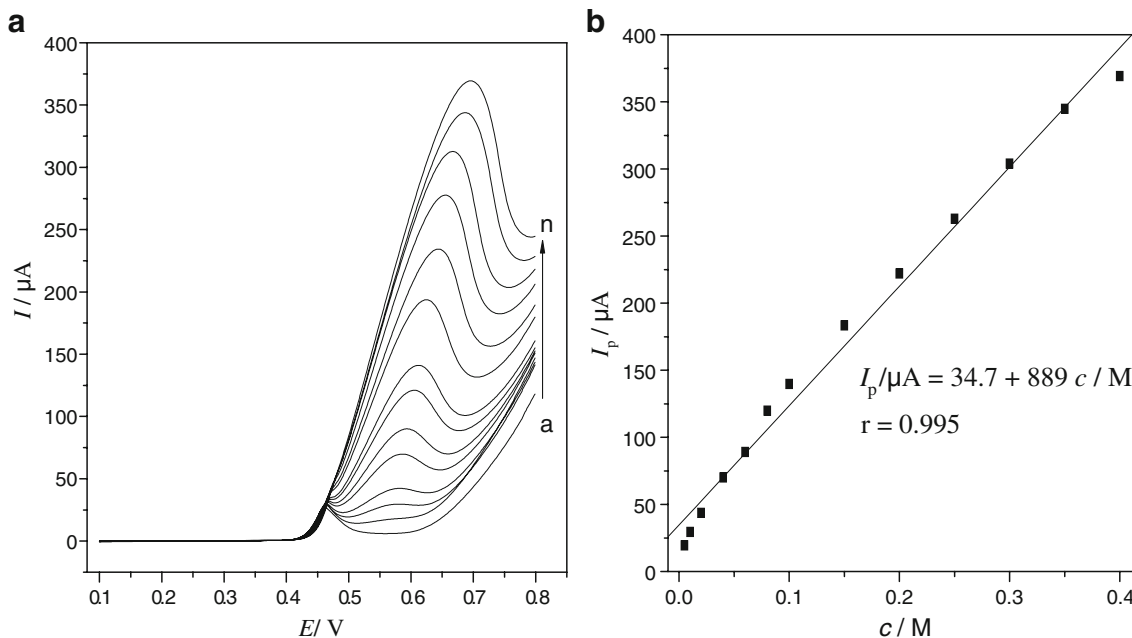 a
400
350
300
250
200
150
100
50
0
I / μA
n
a
0.1 0.2 0.3 0.4 0.5 0.6 0.7 0.8
E/ V
b
400
350
300
250
200
150
100
50
0
Ip / μA
Ip/μA = 34.7 + 889 c / M
r = 0.995
0.0 0.1 0.2 0.3 0.4
c / M